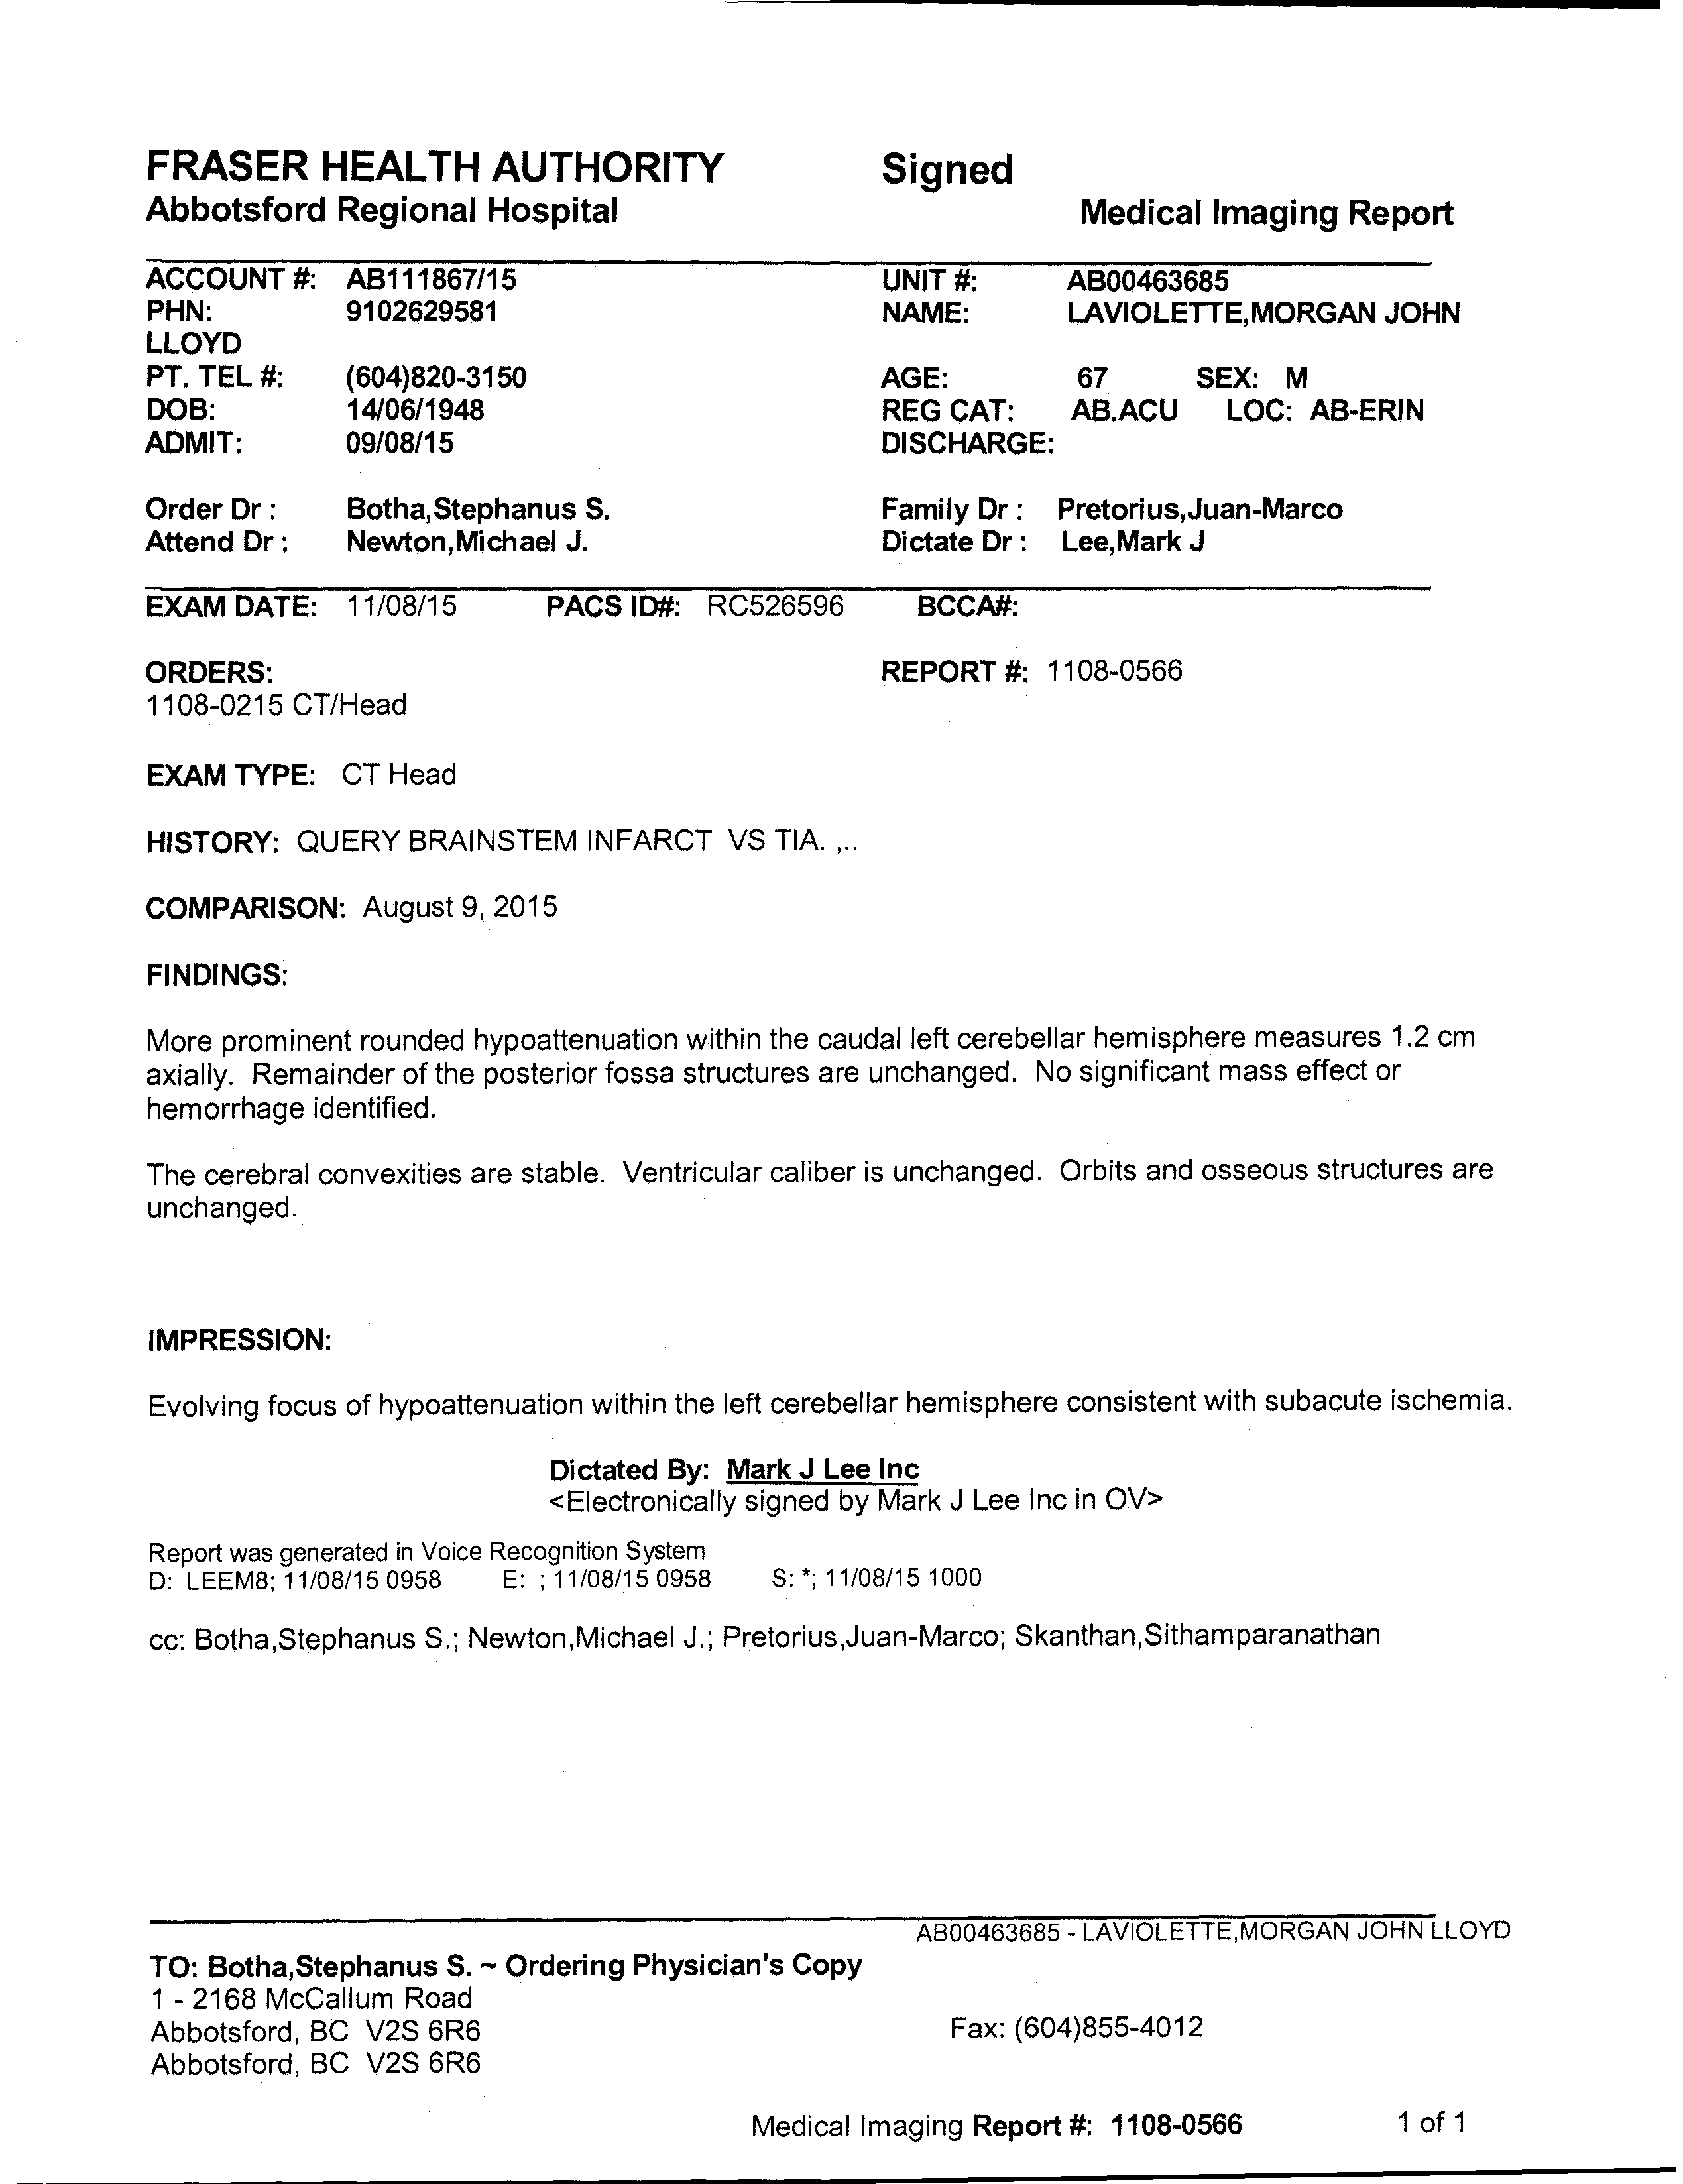 FRASER HEALTH AUTHORITY Signed
Abbotsford Regional Hospital Medical Imaging Report
ACCOUNT #: AB111867/15 UNIT #: AB00463685
PHN: 9102629581 NAME: LAVIOLETTE,MORGAN JOHN
LLOYD
PT. TEL #: (604)820-3150 AGE: 67 SEX: M
DOB: 14/06/1948 REG CAT: AB.ACU LOC: AB-ERIN
ADMIT: 09/08/15 DISCHARGE:
Order Dr : Botha,Stephanus S. Family Dr : Pretorius,Juan-Marco
Attend Dr : Newton,Michael J. Dictate Dr : Lee,Mark J
EXAM DATE: 11/08/15 PACS ID#: RC526596 BCCA#:
ORDERS: REPORT #: 1108-0566
1108-0215 CT/Head
EXAM TYPE: CT Head
HISTORY: QUERY BRAINSTEM INFARCT VS TIA. ,..
COMPARISON: August 9, 2015
FINDINGS:
More prominent rounded hypoattenuation within the caudal left cerebellar hemisphere measures 1.2 cm
axially. Remainder of the posterior fossa structures are unchanged. No significant mass effect or
hemorrhage identified.
The cerebral convexities are stable. Ventricular caliber is unchanged. Orbits and osseous structures are
unchanged.
IMPRESSION:
Evolving focus of hypoattenuation within the left cerebellar hemisphere consistent with subacute ischemia.
Dictated By: Mark J Lee Inc
<Electronically signed by Mark J Lee Inc in OV>
Report was generated in Voice Recognition System
D: LEEM8; 11/08/15 0958 E: ; 11/08/15 0958 S: *; 11/08/15 1000
cc: Botha,Stephanus S.; Newton,Michael J.; Pretorius,Juan-Marco; Skanthan,Sithamparanathan
AB00463685 - LAVIOLETTE,MORGAN JOHN LLOYD
TO: Botha,Stephanus S. ~ Ordering Physician's Copy
1 - 2168 McCallum Road
Abbotsford, BC V2S 6R6 Fax: (604)855-4012
Abbotsford, BC V2S 6R6
Medical Imaging Report #: 1108-0566 1 of 1